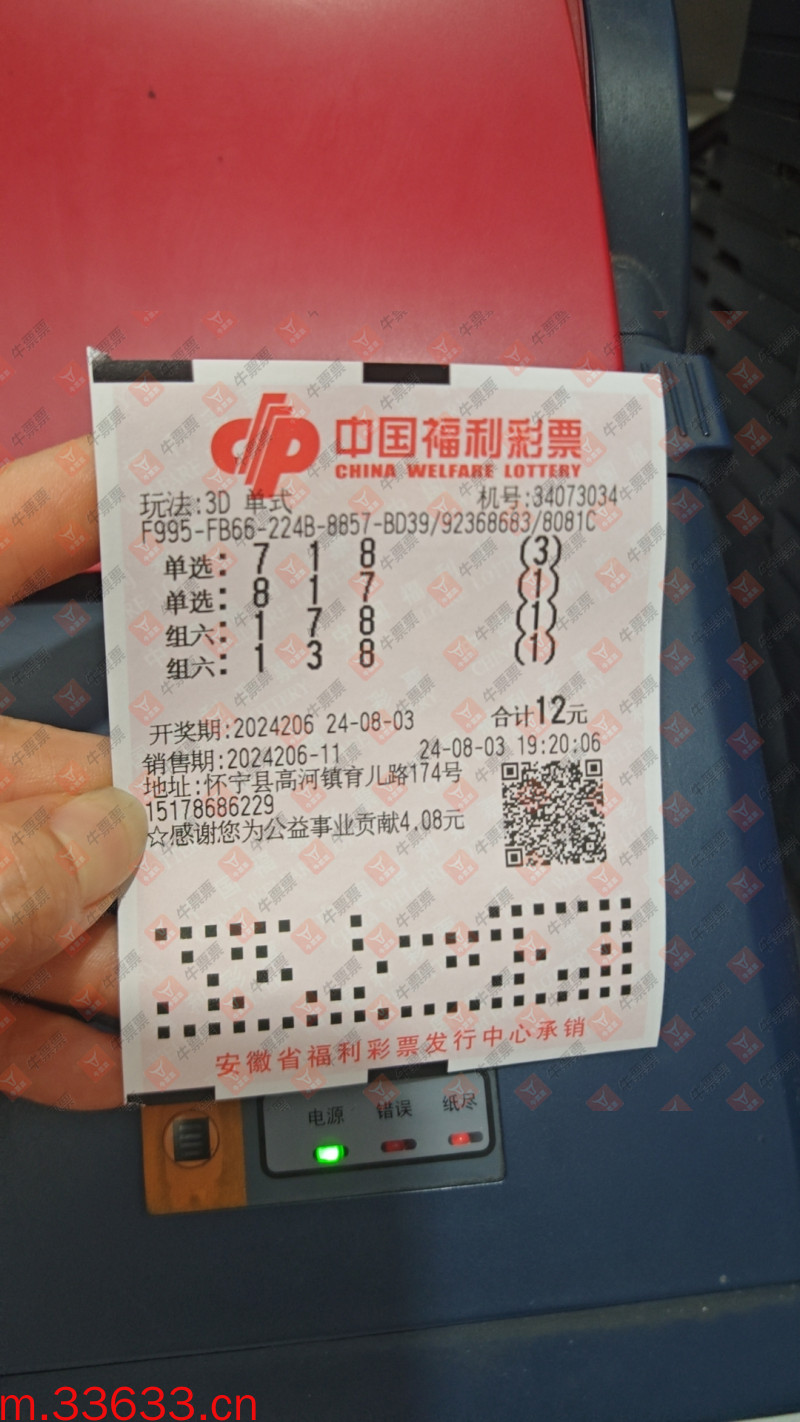 中国福利彩票
CHINA WELFARE LOTTERY
玩法:3D 单式 机号:34073034
F995-FB66-224B-8857-BD39/92368683/8081C
单选: 7 1 8 (3)
单选: 8 1 7 (1)
组六: 1 7 8 (1)
组六: 1 3 8 (1)
开奖期:2024206 24-08-03 合计12元
销售期:2024206-11 24-08-03 19:20:06
地址:怀宁县高河镇育儿路174号
15178686229
☆感谢您为公益事业贡献4.08元
安徽省福利彩票发行中心承销
电源 错误 纸尽
牛票票
m.33633.cn